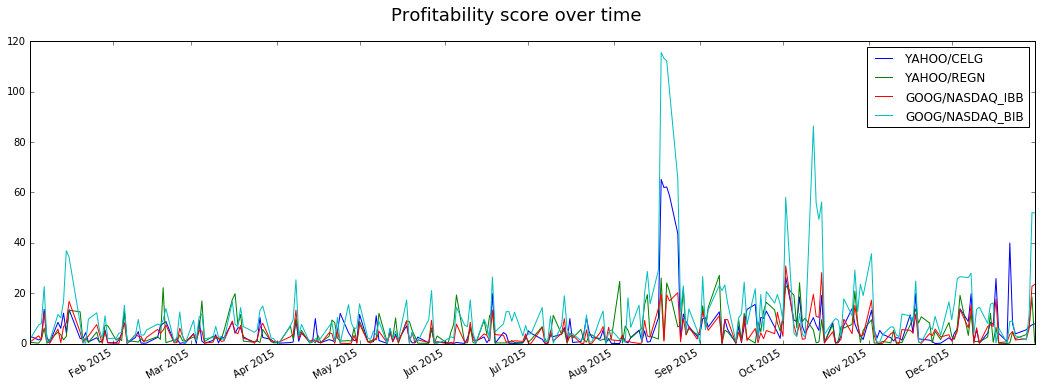 Profitability score over time
120
100
80
60
40
20
0
YAHOO/CELG
YAHOO/REGN
GOOG/NASDAQ_IBB
GOOG/NASDAQ_BIB
Feb 2015
Mar 2015
Apr 2015
May 2015
Jun 2015
Jul 2015
Aug 2015
Sep 2015
Oct 2015
Nov 2015
Dec 2015